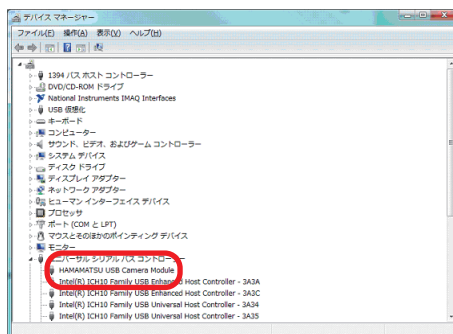 デバイス マネージャー
ファイル(F) 操作(A) 表示(V) ヘルプ(H)
1394 バス ホスト コントローラー
DVD/CD-ROM ドライブ
National Instruments IMAQ Interfaces
USB 仮想化
キーボード
コンピューター
サウンド、ビデオ、およびゲーム コントローラー
システム デバイス
ディスク ドライブ
ディスプレイ アダプター
ネットワーク アダプター
ヒューマン インターフェイス デバイス
プロセッサ
ポート (COM と LPT)
マウスとそのほかのポインティング デバイス
モニター
ユニバーサル シリアル バス コントローラー
HAMAMATSU USB Camera Module
Intel(R) ICH10 Family USB Enhanced Host Controller - 3A3A
Intel(R) ICH10 Family USB Enhanced Host Controller - 3A3C
Intel(R) ICH10 Family USB Universal Host Controller - 3A34
Intel(R) ICH10 Family USB Universal Host Controller - 3A35